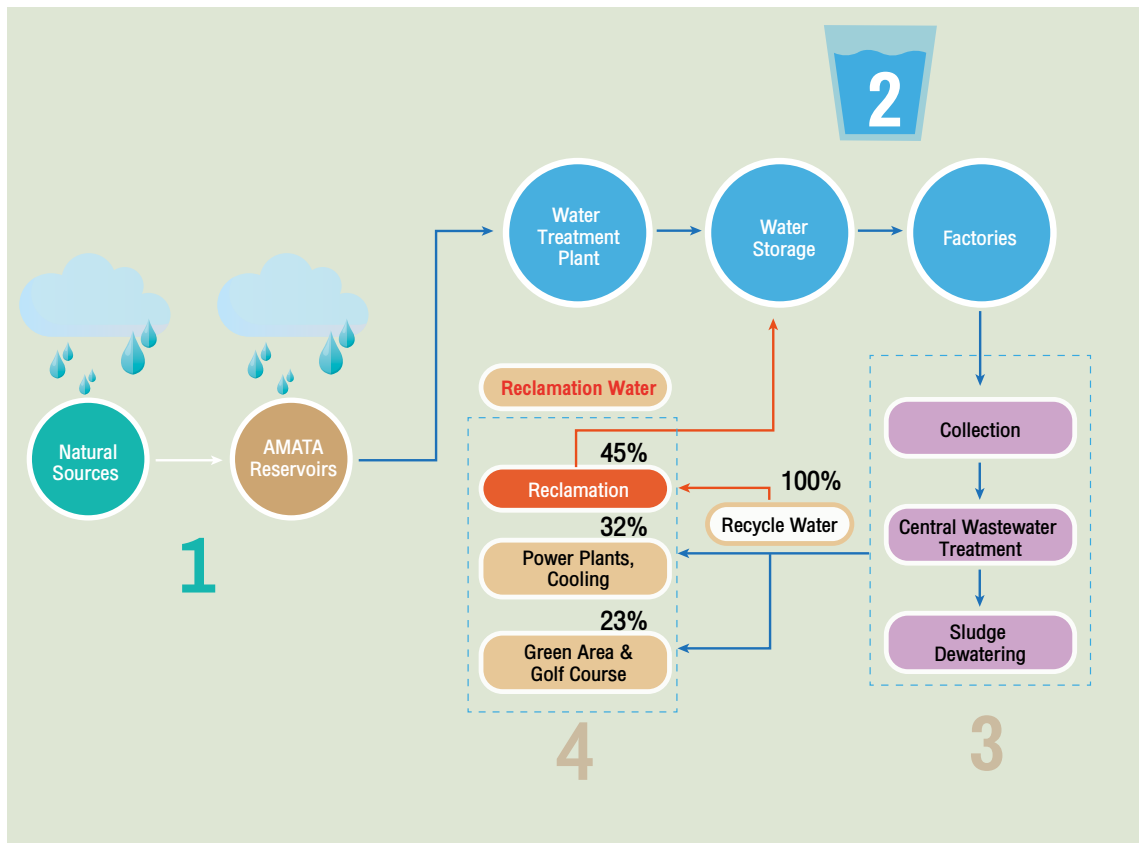 2
Water
Treatment
Plant
Water
Storage
Factories
Natural
Sources
AMATA
Reservoirs
1
Reclamation Water
45%
Reclamation
32%
Power Plants,
Cooling
23%
Green Area &
Golf Course
4
100%
Recycle Water
Collection
Central Wastewater
Treatment
Sludge
Dewatering
3